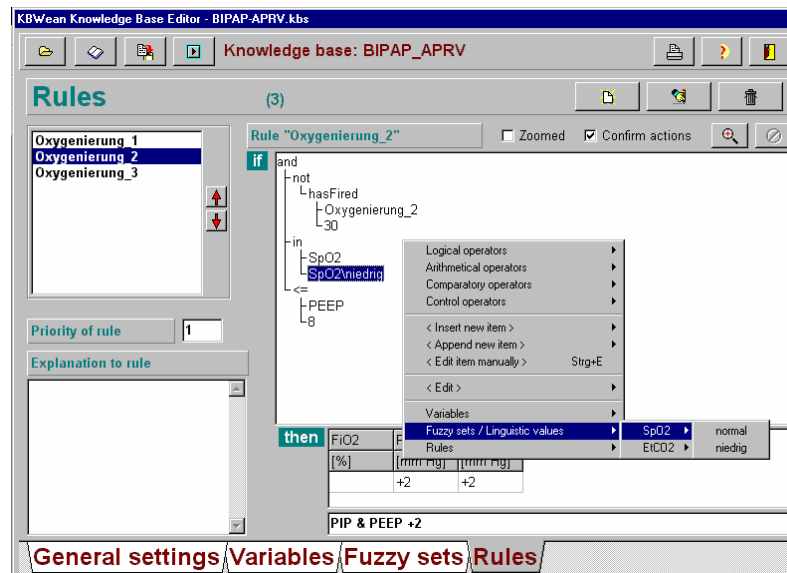 KBWean Knowledge Base Editor - BIPAP-APRV.kbs
Knowledge base: BIPAP_APRV
Rules (3)
Oxygenierung_1
Oxygenierung_2
Oxygenierung_3
Rule "Oxygenierung_2"
Zoomed
Confirm actions
if
and
not
hasFired
Oxygenierung_2
30
in
SpO2
SpO2\niedrig
<=
PEEP
8
Logical operators
Arithmetical operators
Comparatory operators
Control operators
< Insert new item >
< Append new item >
< Edit item manually > Strg+E
< Edit >
Variables
Fuzzy sets / Linguistic values
Rules
SpO2
EtCO2
normal
niedrig
Priority of rule 1
Explanation to rule
then
FiO2
[%] [mm Hg] [mm Hg]
+2 +2
PIP & PEEP +2
General settings Variables Fuzzy sets Rules